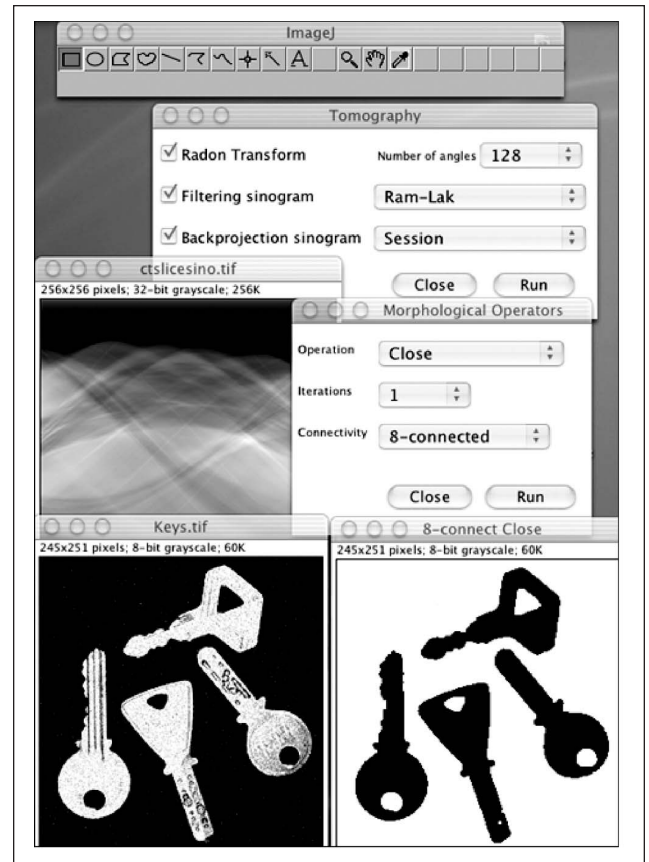 ImageJ
A
Tomography
Radon Transform Number of angles 128
Filtering sinogram Ram-Lak
Backprojection sinogram Session
Close Run
ctslicesino.tif
256x256 pixels; 32-bit grayscale; 256K
Morphological Operators
Operation Close
Iterations 1
Connectivity 8-connected
Close Run
Keys.tif
245x251 pixels; 8-bit grayscale; 60K
8-connect Close
245x251 pixels; 8-bit grayscale; 60K